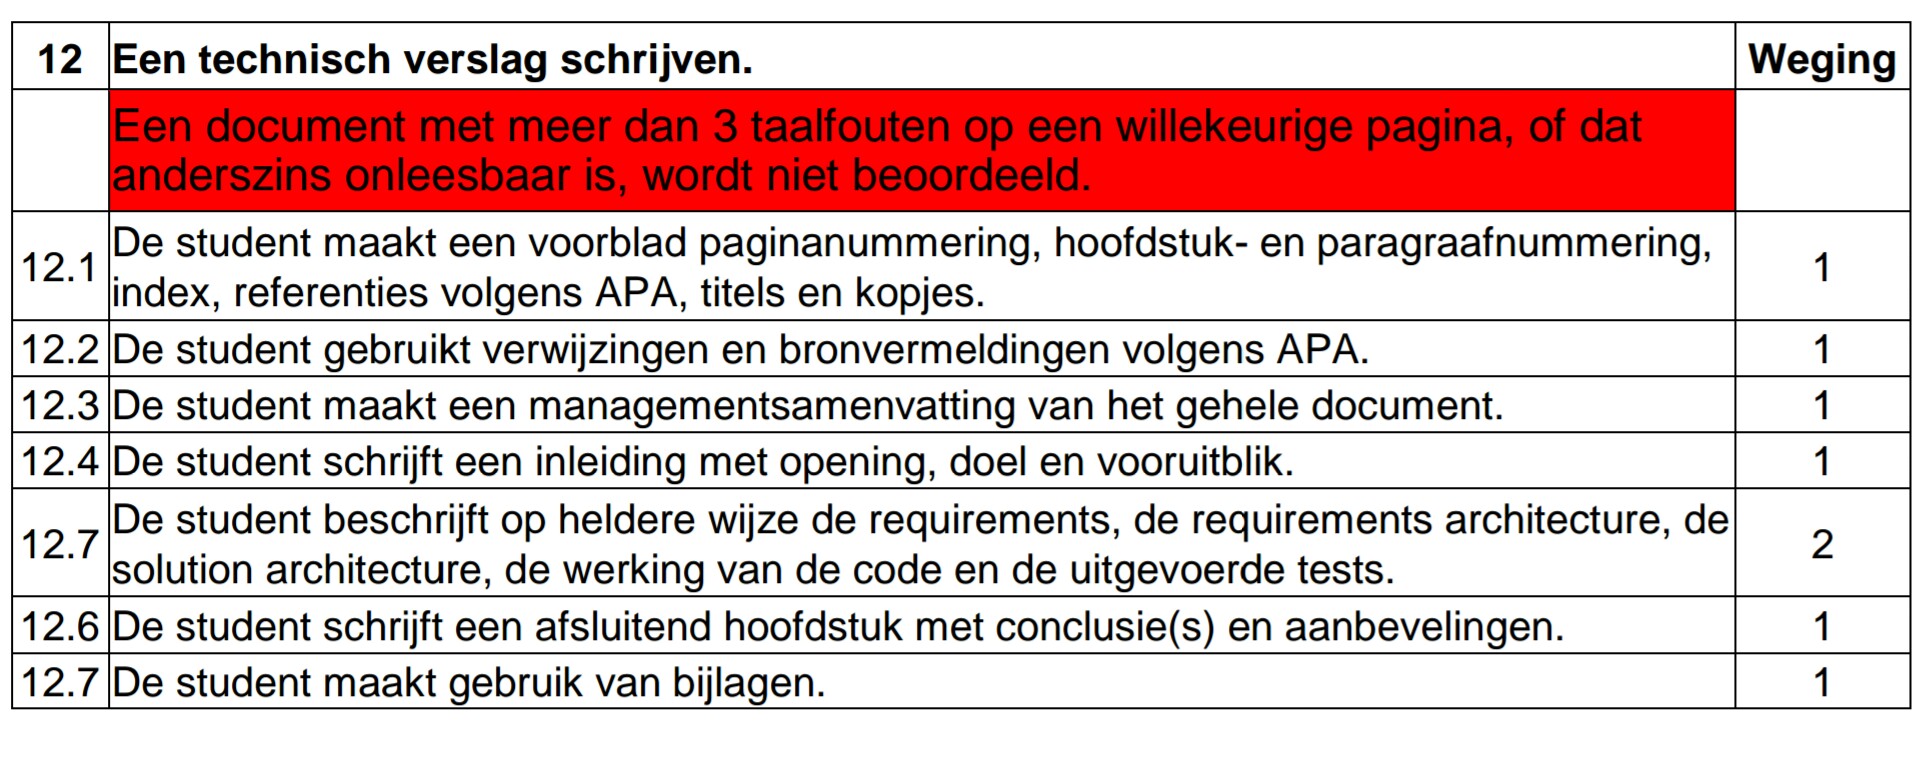 12 Een technisch verslag schrijven. Weging
Een document met meer dan 3 taalfouten op een willekeurige pagina, of dat
anderszins onleesbaar is, wordt niet beoordeeld.
12.1 De student maakt een voorblad paginanummering, hoofdstuk- en paragraafnummering, 1
index, referenties volgens APA, titels en kopjes.
12.2 De student gebruikt verwijzingen en bronvermeldingen volgens APA. 1
12.3 De student maakt een managementsamenvatting van het gehele document. 1
12.4 De student schrijft een inleiding met opening, doel en vooruitblik. 1
12.7 De student beschrijft op heldere wijze de requirements, de requirements architecture, de 2
solution architecture, de werking van de code en de uitgevoerde tests.
12.6 De student schrijft een afsluitend hoofdstuk met conclusie(s) en aanbevelingen. 1
12.7 De student maakt gebruik van bijlagen. 1